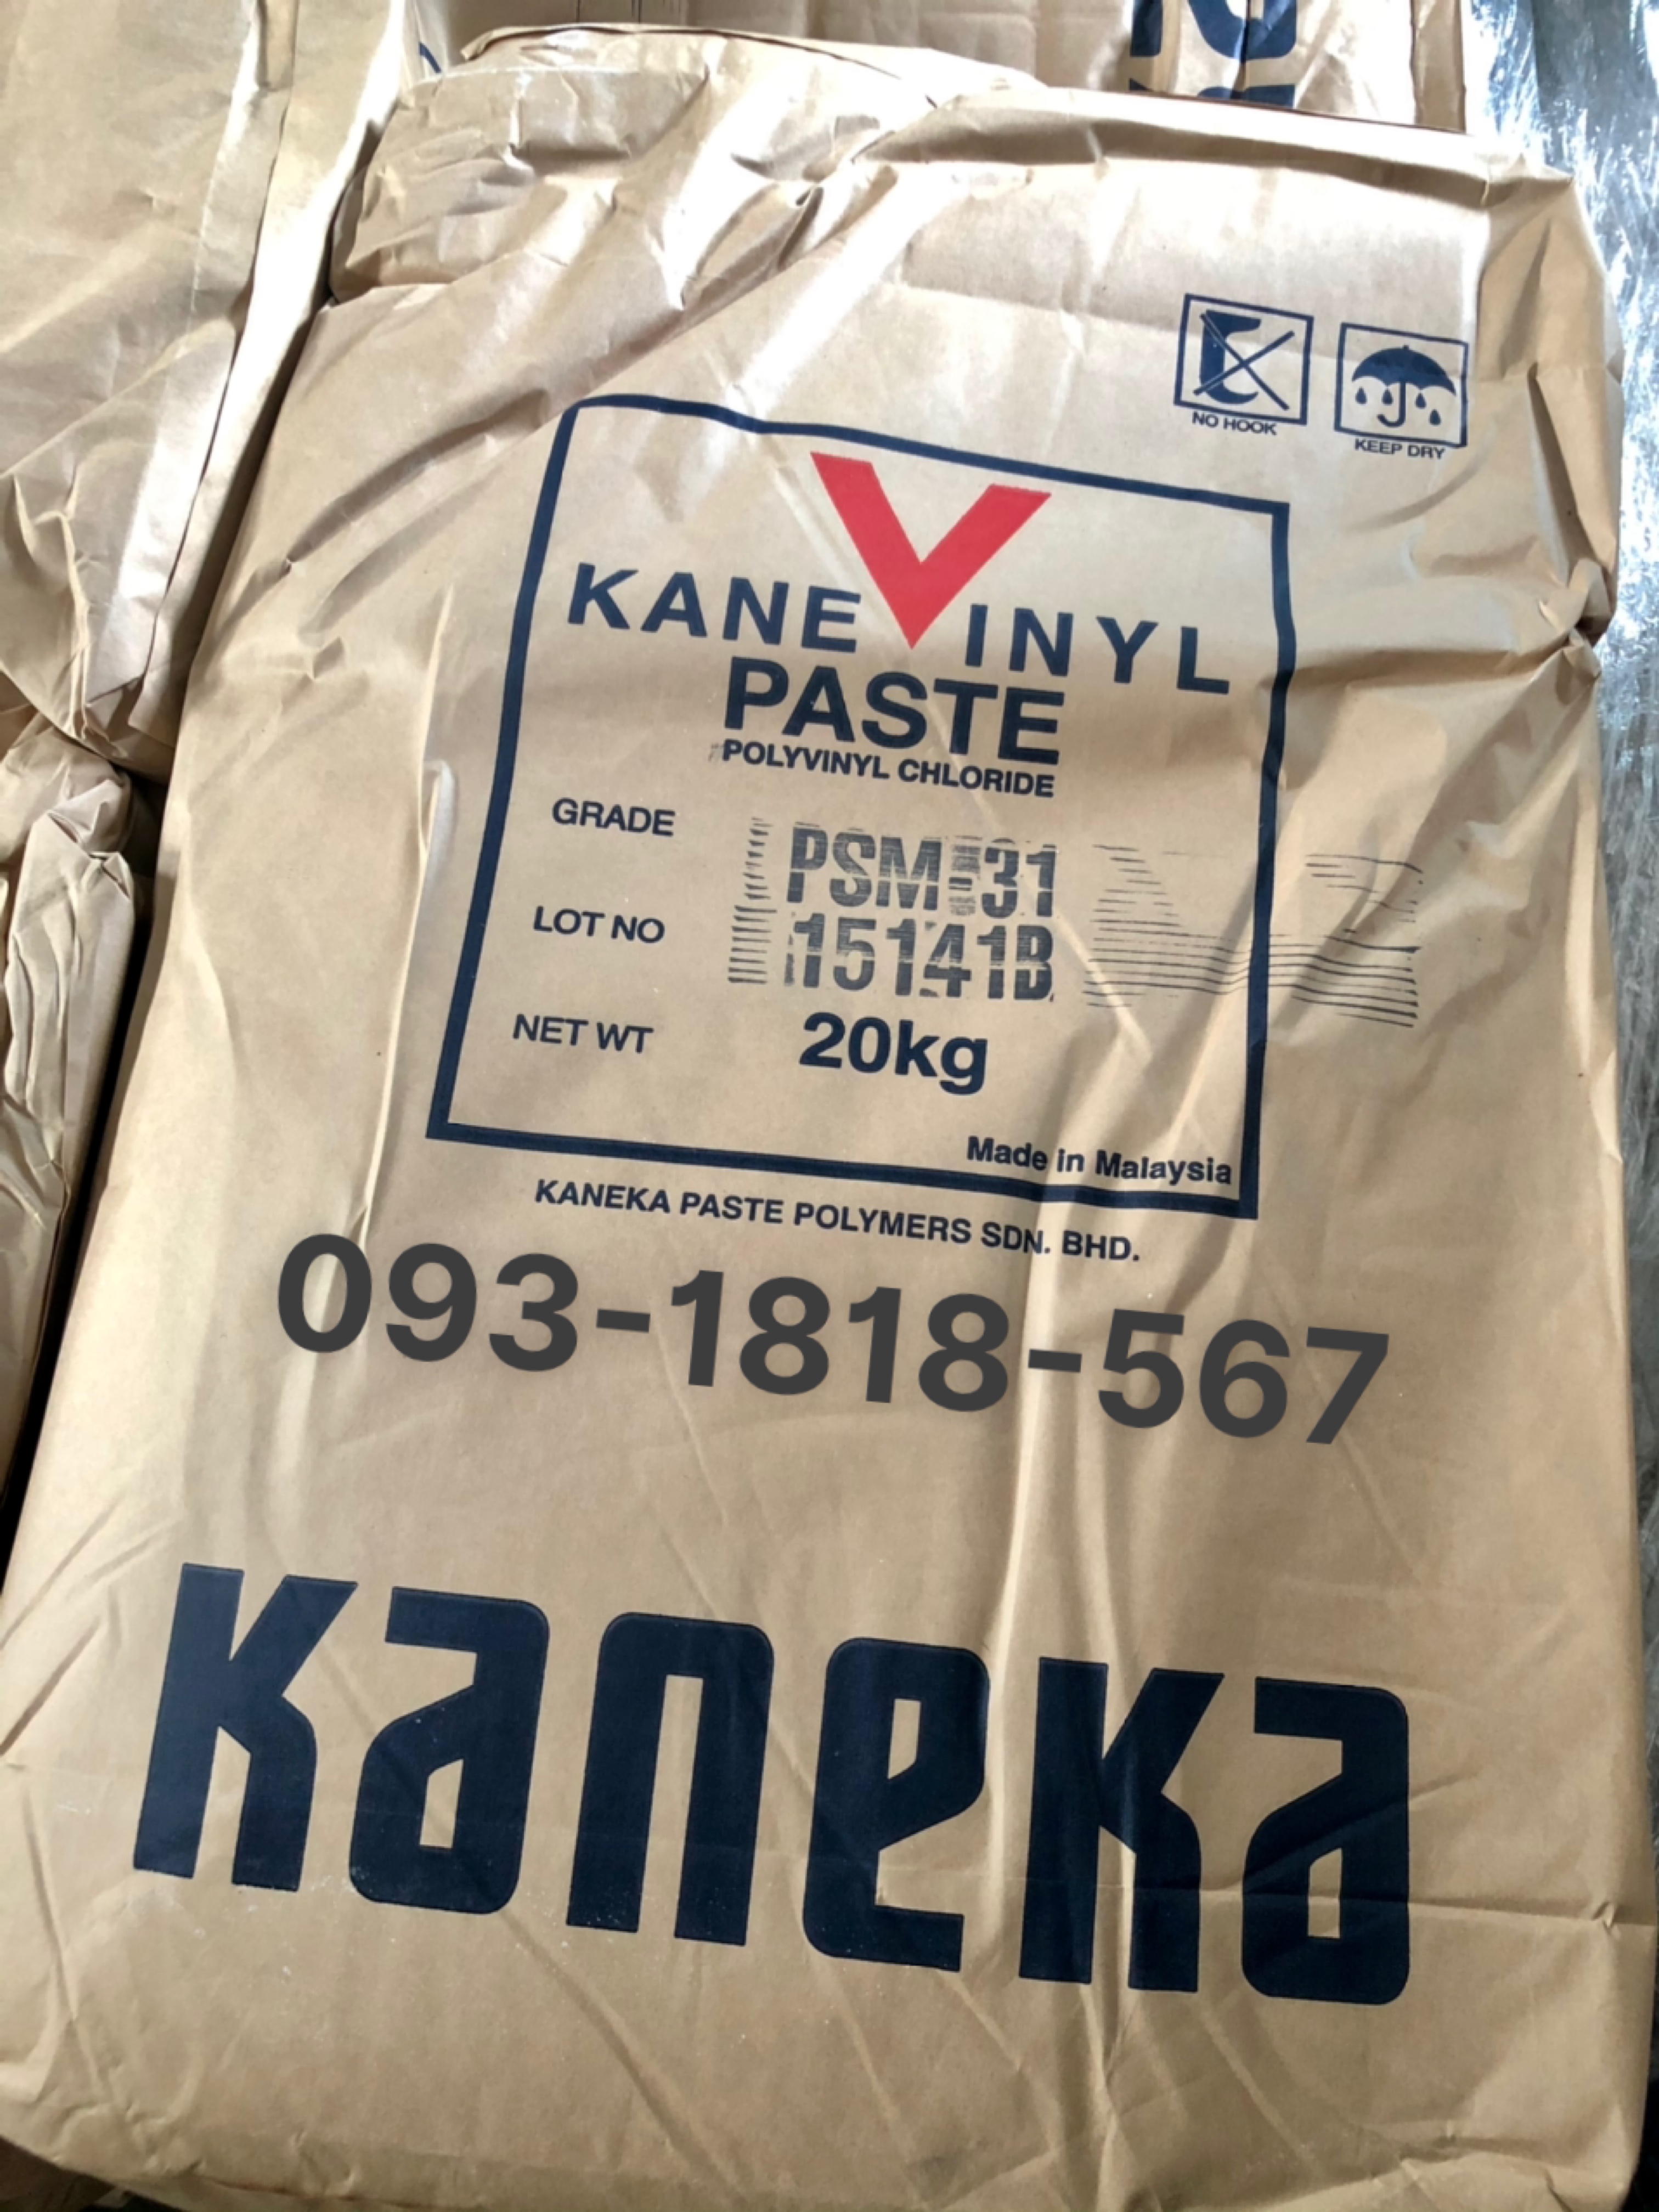 NO HOOK
KEEP DRY
KANEVINYL
PASTE
POLYVINYL CHLORIDE
GRADE PSM-31
LOT NO 15141B
NET WT 20kg
Made in Malaysia
KANEKA PASTE POLYMERS SDN. BHD.
093-1818-567
kaneka